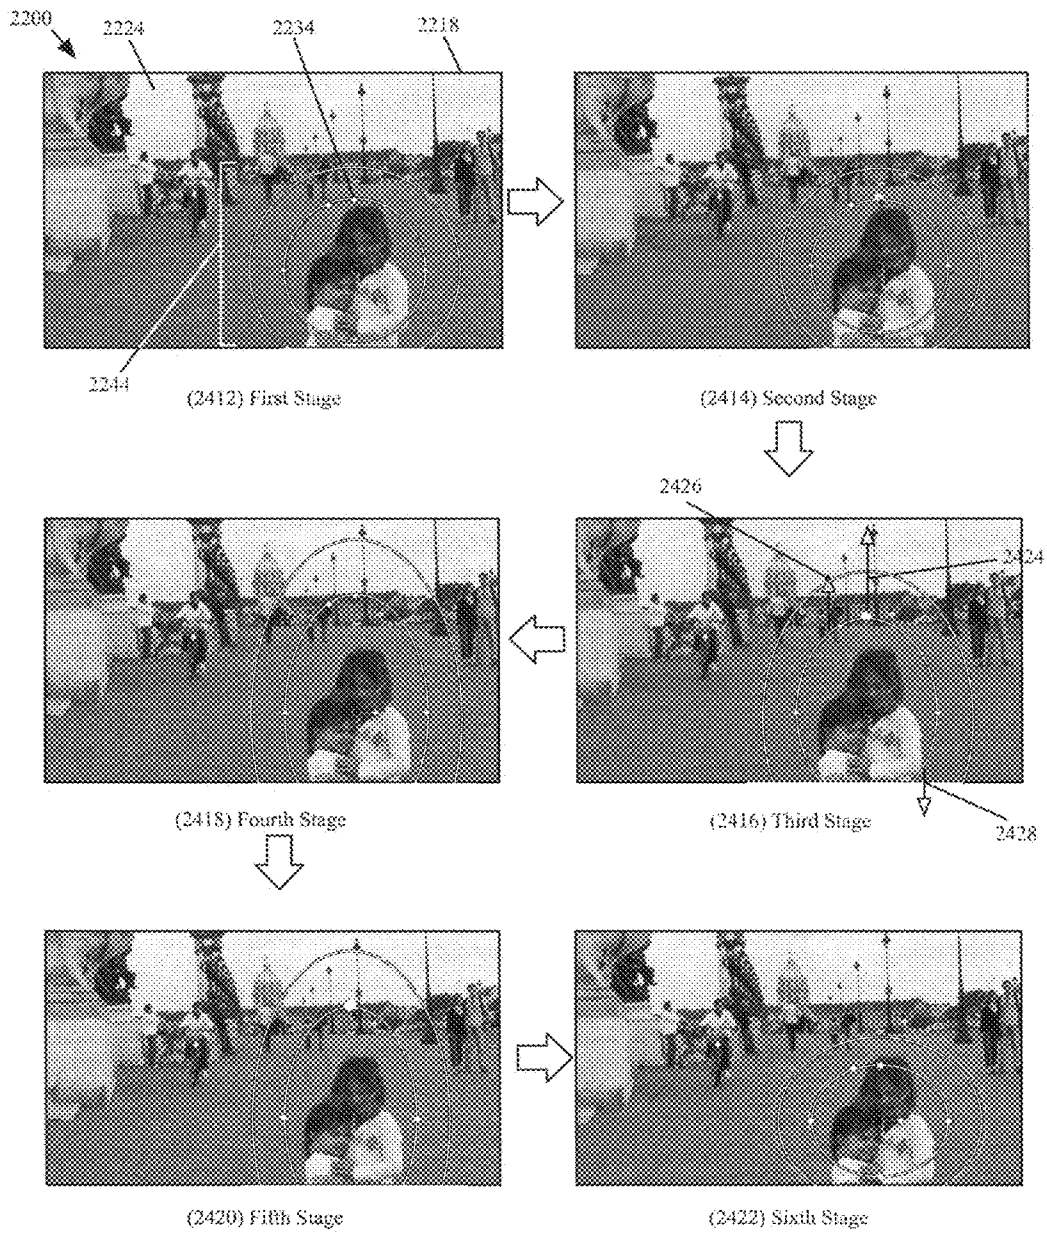 2200
2224
2234
2218
2244
(2412) First Stage
(2414) Second Stage
2426
2424
(2418) Fourth Stage
(2416) Third Stage
2428
(2420) Fifth Stage
(2422) Sixth Stage